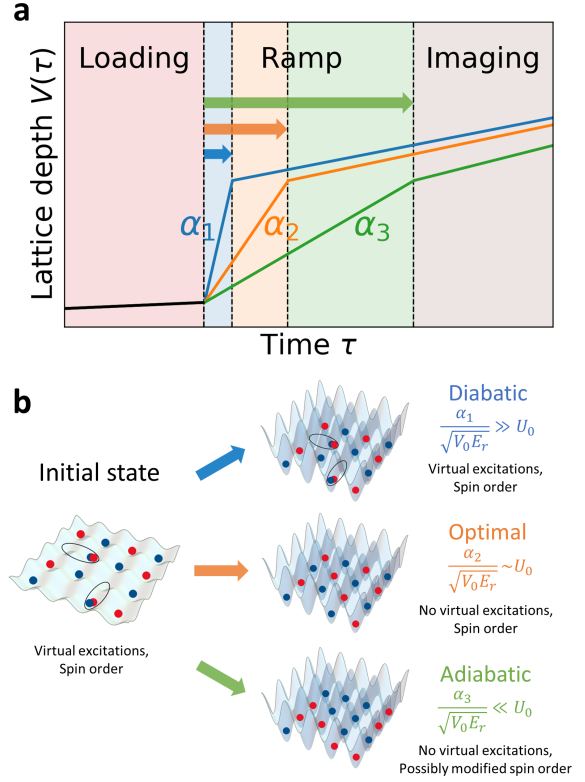 a
Loading
Ramp
Imaging
Lattice depth V(τ)
α₁
α₂
α₃
Time τ
b
Initial state
Virtual excitations,
Spin order
Diabatic
α₁/√(V₀Eᵣ) ≫ U₀
Virtual excitations,
Spin order
Optimal
α₂/√(V₀Eᵣ) ~ U₀
No virtual excitations,
Spin order
Adiabatic
α₃/√(V₀Eᵣ) ≪ U₀
No virtual excitations,
Possibly modified spin order